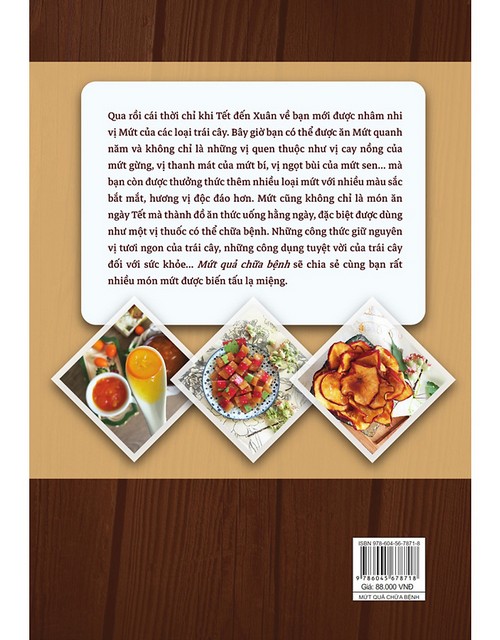 Qua rồi cái thời chỉ khi Tết đến Xuân về bạn mới được nhâm nhi
vị Mứt của các loại trái cây. Bây giờ bạn có thể được ăn Mứt quanh
năm và không chỉ là những vị quen thuộc như vị cay nồng của
mứt gừng, vị thanh mát của mứt bí, vị ngọt bùi của mứt sen... mà
bạn còn được thưởng thức thêm nhiều loại mứt với nhiều màu sắc
bắt mắt, hương vị độc đáo hơn. Mứt cũng không chỉ là món ăn
ngày Tết mà thành đồ ăn thức uống hằng ngày, đặc biệt được dùng
như một vị thuốc có thể chữa bệnh. Những công thức giữ nguyên
vị tươi ngon của trái cây, những công dụng tuyệt vời của trái cây
đối với sức khỏe... Mứt quả chữa bệnh sẽ chia sẻ cùng bạn rất
nhiều món mứt được biến tấu lạ miệng.
ISBN 978-604-56-7871-8
9 786045 678718
Giá: 88.000 VNĐ
MỨT QUẢ CHỮA BỆNH